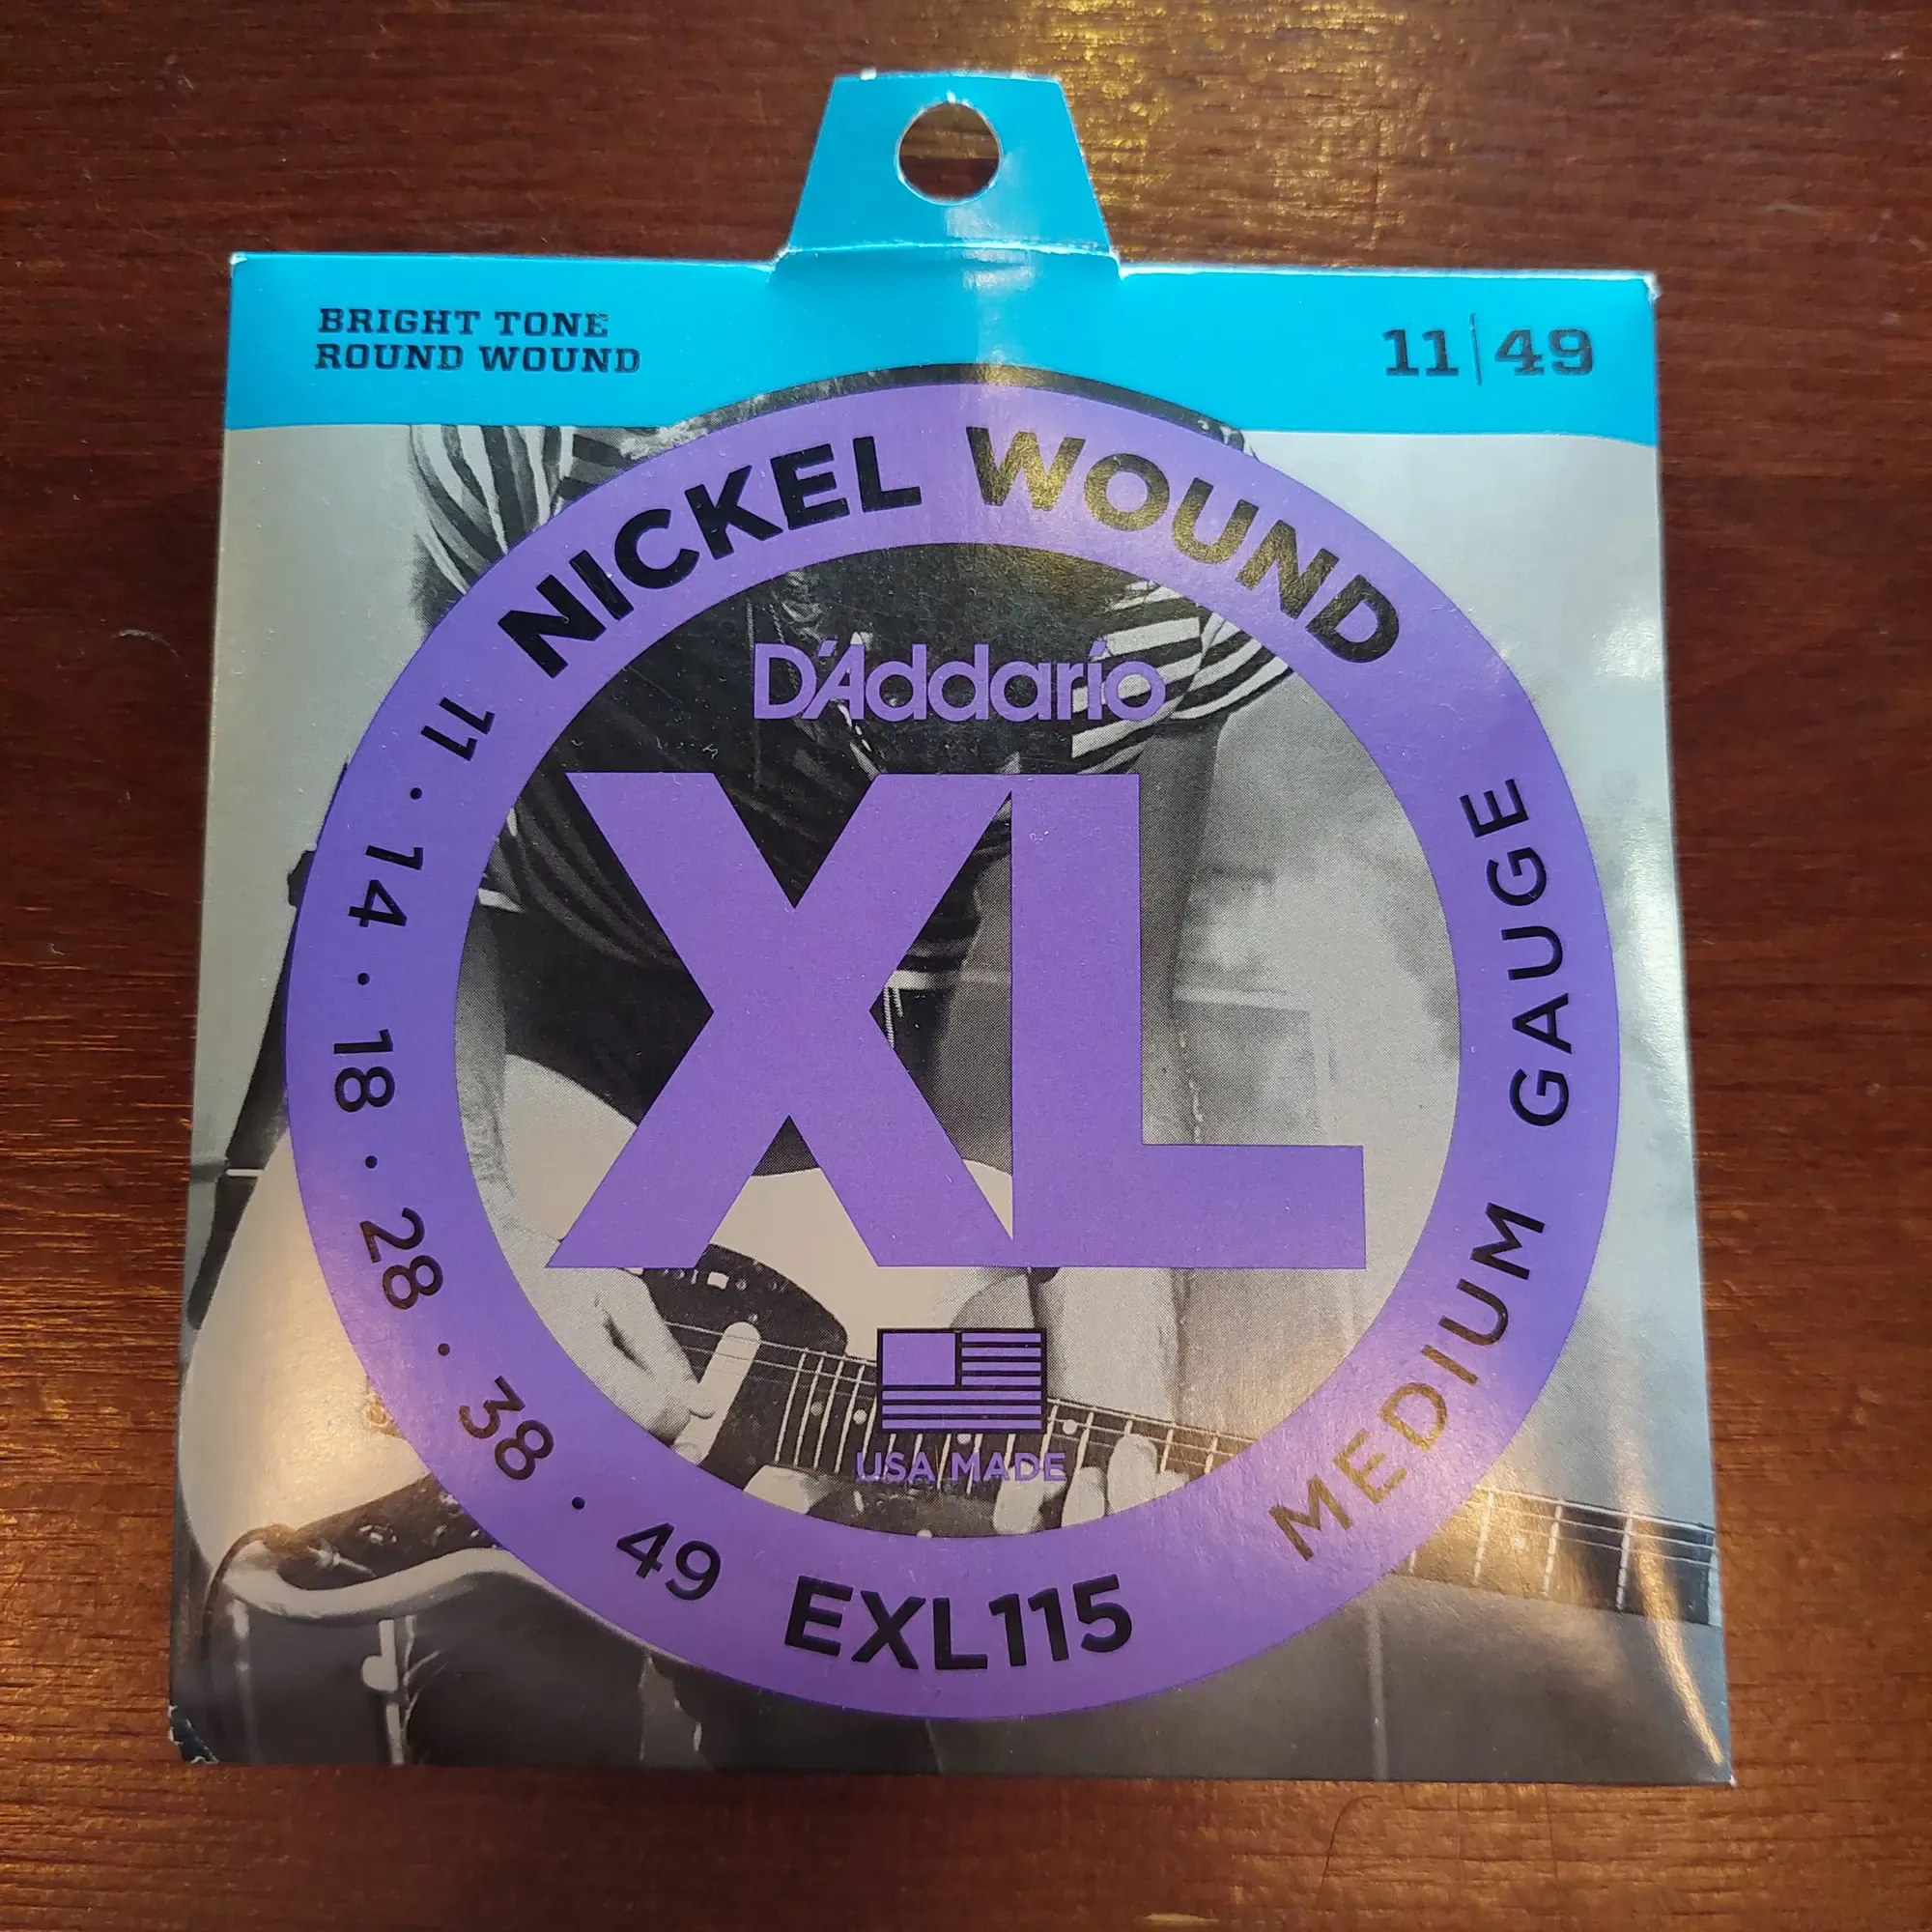 BRIGHT TONE
ROUND WOUND
11|49
NICKEL WOUND
D'Addario
XL
USA MADE
11 · 14 · 18 · 28 · 38 · 49
EXL115
MEDIUM GAUGE